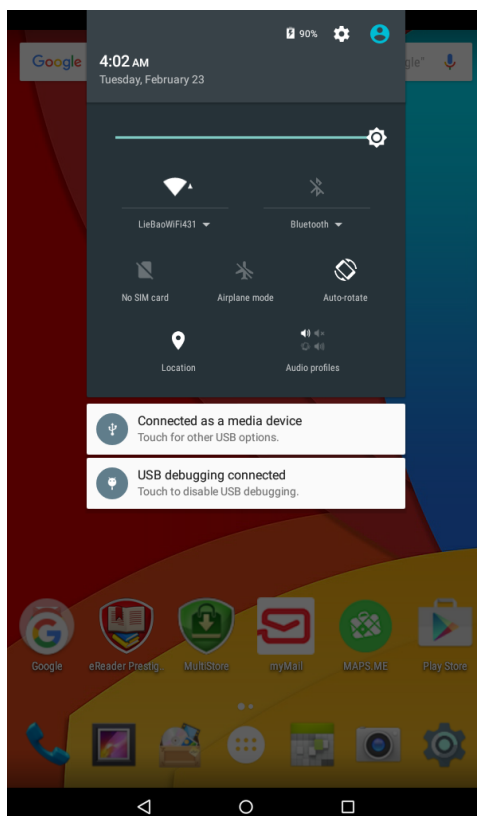 90%
Google
4:02 AM
gle"
Tuesday, February 23
LieBaoWiFi431
Bluetooth
No SIM card
Airplane mode
Auto-rotate
Location
Audio profiles
Connected as a media device
Touch for other USB options.
USB debugging connected
Touch to disable USB debugging.
Google
eReader Prestig..
MultiStore
myMail
MAPS.ME
Play Store